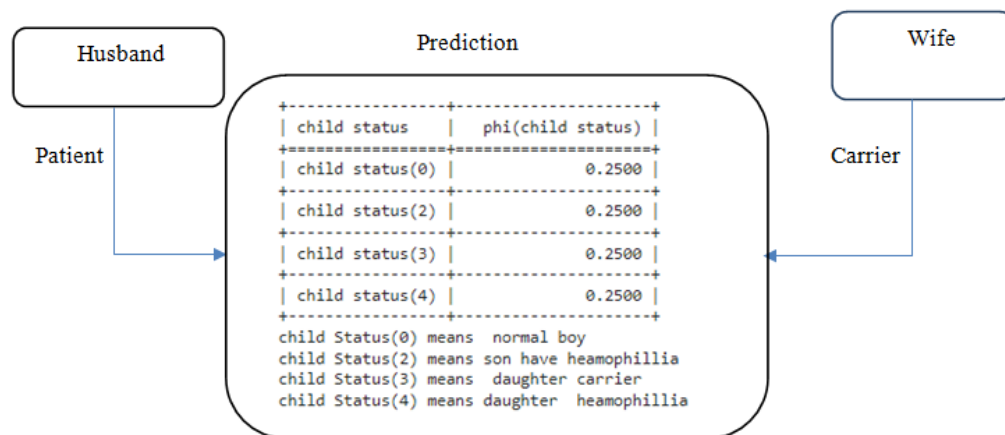 Husband
Prediction
Wife
Patient
Carrier
+-----------------+---------------------+
| child status    |   phi(child status) |
+=================+=====================+
| child status(0) |              0.2500 |
+-----------------+---------------------+
| child status(2) |              0.2500 |
+-----------------+---------------------+
| child status(3) |              0.2500 |
+-----------------+---------------------+
| child status(4) |              0.2500 |
+-----------------+---------------------+
child Status(0) means  normal boy
child Status(2) means son have heamophillia
child Status(3) means  daughter carrier
child Status(4) means daughter  heamophillia